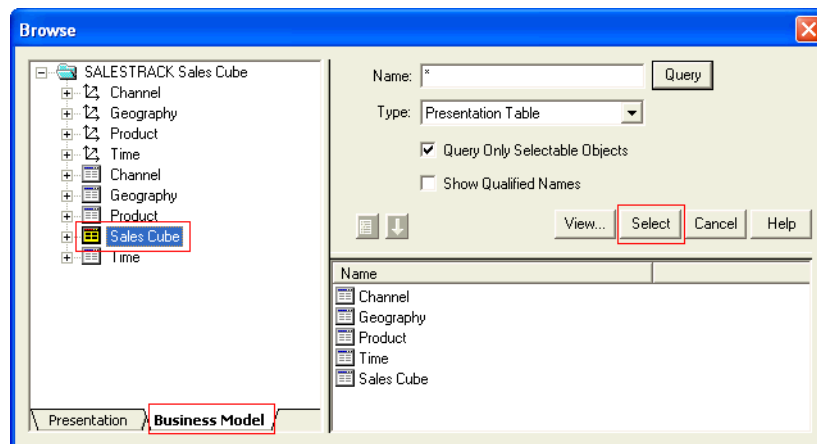 Browse
SALESTRACK Sales Cube
Channel
Geography
Product
Time
Channel
Geography
Product
Sales Cube
Time
Presentation
Business Model
Name: *
Query
Type: Presentation Table
Query Only Selectable Objects
Show Qualified Names
View...
Select
Cancel
Help
Name
Channel
Geography
Product
Time
Sales Cube